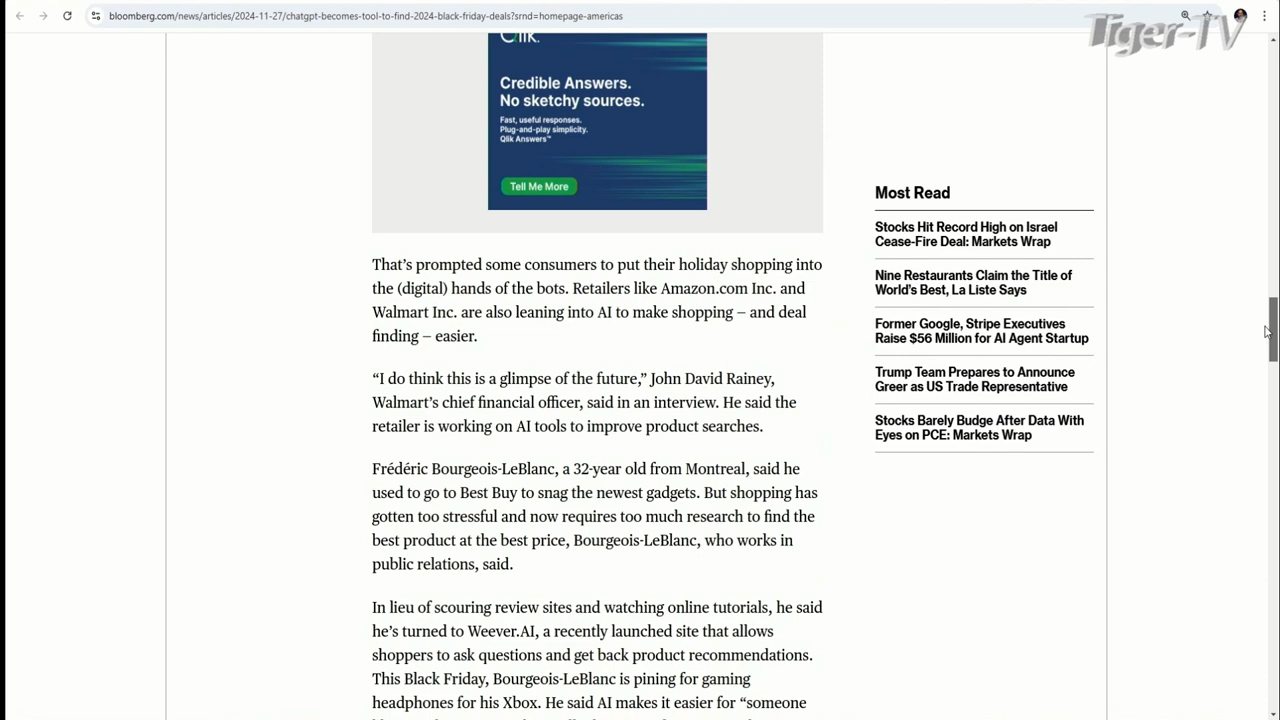 bloomberg.com/news/articles/2024-11-27/chatgpt-becomes-tool-to-find-2024-black-friday-deals?srnd=homepage-americas
Tiger-TV
Qlik.
Credible Answers.
No sketchy sources.
Fast, useful responses.
Plug-and-play simplicity.
Qlik Answers™
Tell Me More
That's prompted some consumers to put their holiday shopping into
the (digital) hands of the bots. Retailers like Amazon.com Inc. and
Walmart Inc. are also leaning into AI to make shopping — and deal
finding — easier.
“I do think this is a glimpse of the future,” John David Rainey,
Walmart’s chief financial officer, said in an interview. He said the
retailer is working on AI tools to improve product searches.
Frédéric Bourgeois-LeBlanc, a 32-year old from Montreal, said he
used to go to Best Buy to snag the newest gadgets. But shopping has
gotten too stressful and now requires too much research to find the
best product at the best price, Bourgeois-LeBlanc, who works in
public relations, said.
In lieu of scouring review sites and watching online tutorials, he said
he’s turned to Weever.AI, a recently launched site that allows
shoppers to ask questions and get back product recommendations.
This Black Friday, Bourgeois-LeBlanc is pining for gaming
headphones for his Xbox. He said AI makes it easier for “someone
Most Read
Stocks Hit Record High on Israel
Cease-Fire Deal: Markets Wrap
Nine Restaurants Claim the Title of
World’s Best, La Liste Says
Former Google, Stripe Executives
Raise $56 Million for AI Agent Startup
Trump Team Prepares to Announce
Greer as US Trade Representative
Stocks Barely Budge After Data With
Eyes on PCE: Markets Wrap